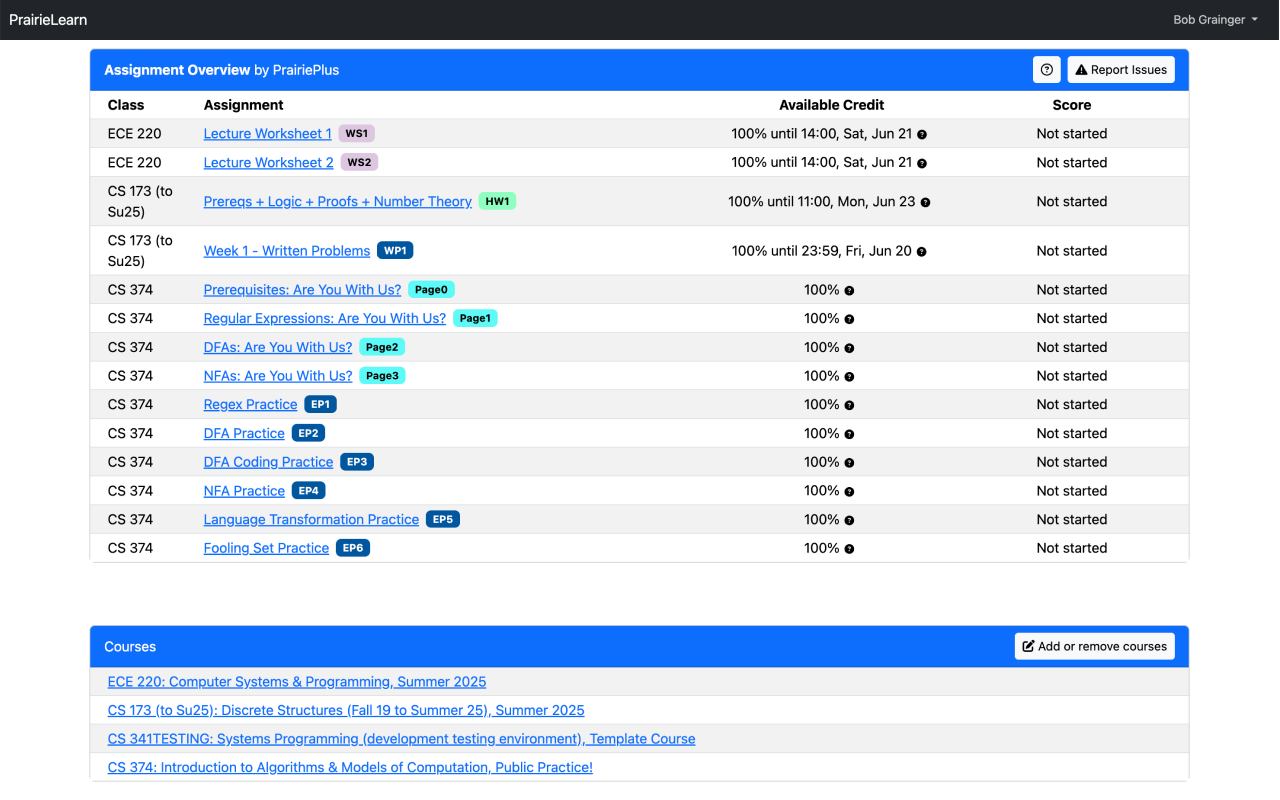 PrairieLearn
Bob Grainger
Assignment Overview by PrairiePlus
Report Issues
Class Assignment Available Credit Score
ECE 220 Lecture Worksheet 1 WS1 100% until 14:00, Sat, Jun 21 Not started
ECE 220 Lecture Worksheet 2 WS2 100% until 14:00, Sat, Jun 21 Not started
CS 173 (to
Su25) Prereqs + Logic + Proofs + Number Theory HW1 100% until 11:00, Mon, Jun 23 Not started
CS 173 (to
Su25) Week 1 - Written Problems WP1 100% until 23:59, Fri, Jun 20 Not started
CS 374 Prerequisites: Are You With Us? Page0 100% Not started
CS 374 Regular Expressions: Are You With Us? Page1 100% Not started
CS 374 DFAs: Are You With Us? Page2 100% Not started
CS 374 NFAs: Are You With Us? Page3 100% Not started
CS 374 Regex Practice EP1 100% Not started
CS 374 DFA Practice EP2 100% Not started
CS 374 DFA Coding Practice EP3 100% Not started
CS 374 NFA Practice EP4 100% Not started
CS 374 Language Transformation Practice EP5 100% Not started
CS 374 Fooling Set Practice EP6 100% Not started
Courses
Add or remove courses
ECE 220: Computer Systems & Programming, Summer 2025
CS 173 (to Su25): Discrete Structures (Fall 19 to Summer 25), Summer 2025
CS 341TESTING: Systems Programming (development testing environment), Template Course
CS 374: Introduction to Algorithms & Models of Computation, Public Practice!